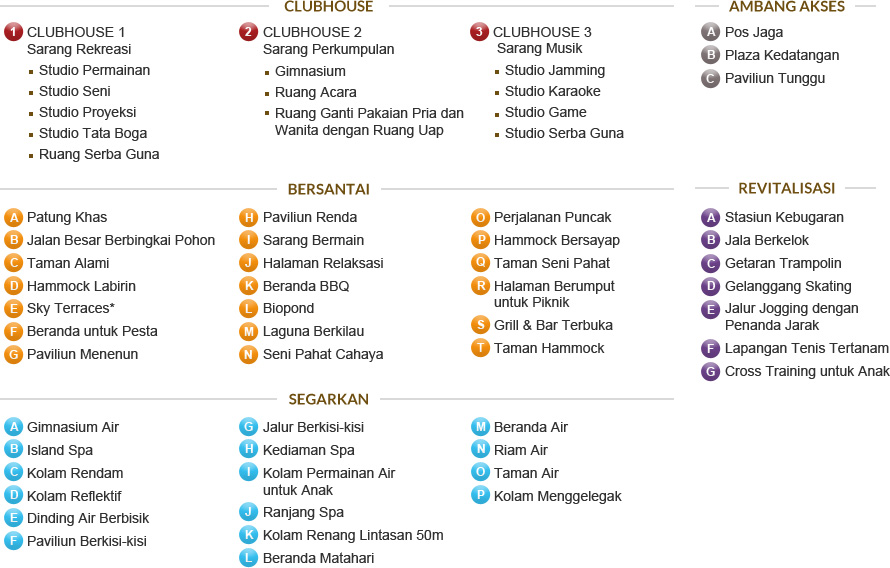 CLUBHOUSE
1 CLUBHOUSE 1
Sarang Rekreasi
Studio Permainan
Studio Seni
Studio Proyeksi
Studio Tata Boga
Ruang Serba Guna
2 CLUBHOUSE 2
Sarang Perkumpulan
Gimnasium
Ruang Acara
Ruang Ganti Pakaian Pria dan
Wanita dengan Ruang Uap
3 CLUBHOUSE 3
Sarang Musik
Studio Jamming
Studio Karaoke
Studio Game
Studio Serba Guna
AMBANG AKSES
A Pos Jaga
B Plaza Kedatangan
C Paviliun Tunggu
BERSANTAI
A Patung Khas
B Jalan Besar Berbingkai Pohon
C Taman Alami
D Hammock Labirin
E Sky Terraces*
F Beranda untuk Pesta
G Paviliun Menenun
H Paviliun Renda
I Sarang Bermain
J Halaman Relaksasi
K Beranda BBQ
L Biopond
M Laguna Berkilau
N Seni Pahat Cahaya
O Perjalanan Puncak
P Hammock Bersayap
Q Taman Seni Pahat
R Halaman Berumput
untuk Piknik
S Grill & Bar Terbuka
T Taman Hammock
REVITALISASI
A Stasiun Kebugaran
B Jala Berkelok
C Getaran Trampolin
D Gelanggang Skating
E Jalur Jogging dengan
Penanda Jarak
F Lapangan Tenis Tertanam
G Cross Training untuk Anak
SEGARKAN
A Gimnasium Air
B Island Spa
C Kolam Rendam
D Kolam Reflektif
E Dinding Air Berbisik
F Paviliun Berkisi-kisi
G Jalur Berkisi-kisi
H Kediaman Spa
I Kolam Permainan Air
untuk Anak
J Ranjang Spa
K Kolam Renang Lintasan 50m
L Beranda Matahari
M Beranda Air
N Riam Air
O Taman Air
P Kolam Menggelegak